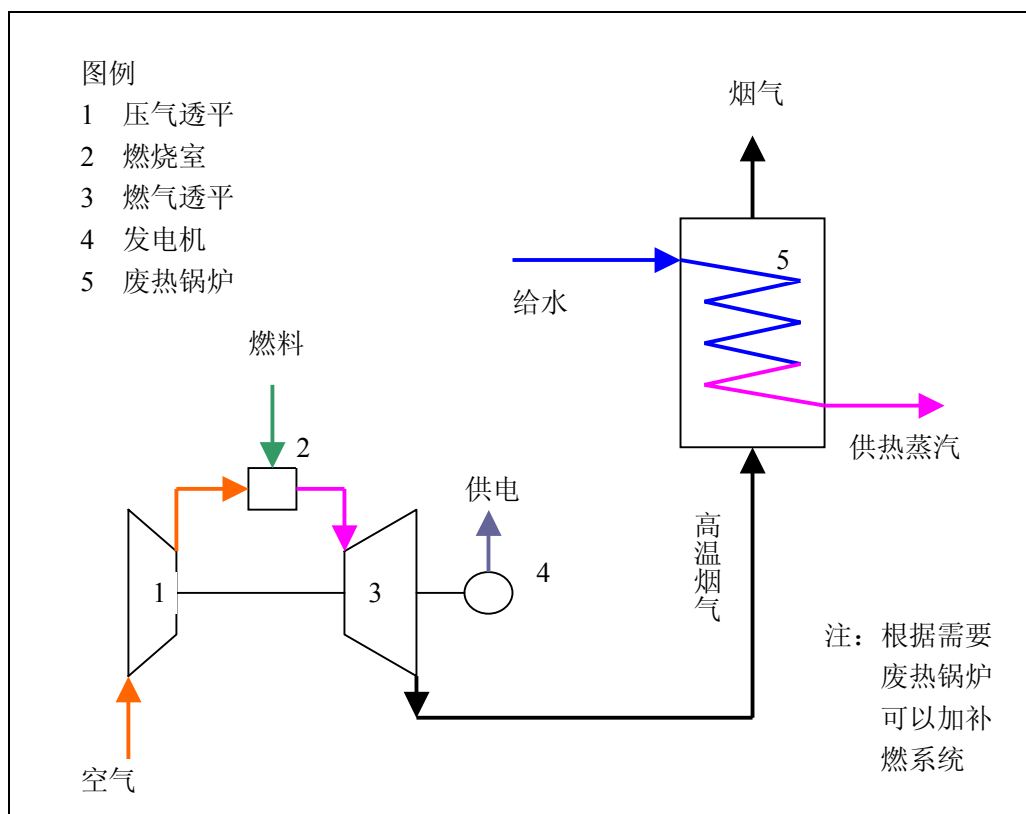 图例
1 压气透平
2 燃烧室
3 燃气透平
4 发电机
5 废热锅炉
烟气
5
给水
供热蒸汽
燃料
2
供电
4
1
3
高温烟气
空气
注：根据需要
废热锅炉
可以加补
燃系统